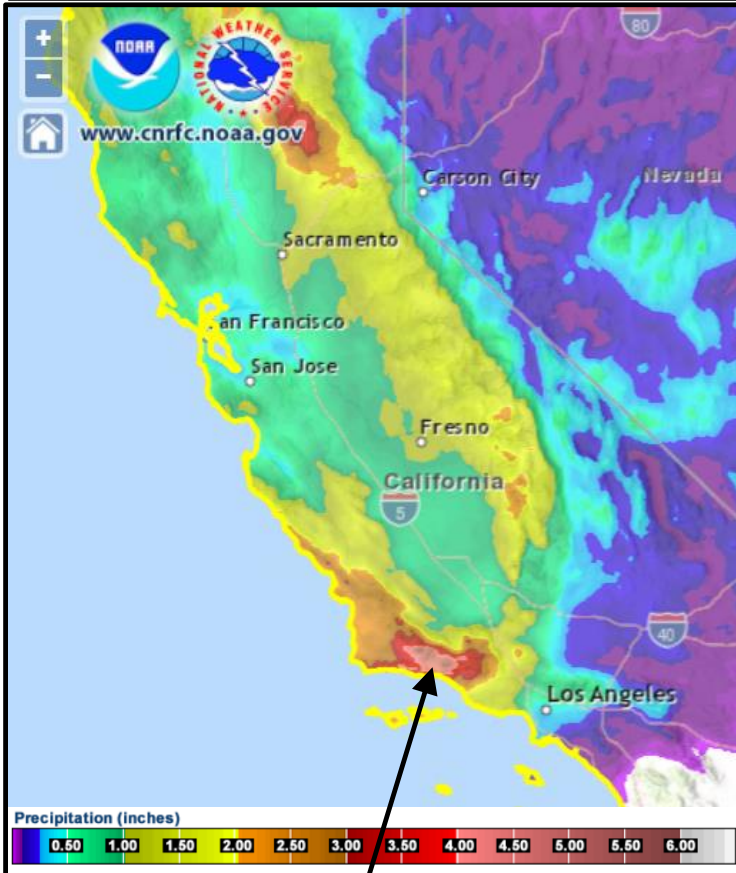 +
−
NOAA
NATIONAL WEATHER SERVICE
www.cnrfc.noaa.gov
80
Carson City
Nevada
Sacramento
an Francisco
San Jose
Fresno
California
5
40
Los Angeles
Precipitation (inches)
0.50 1.00 1.50 2.00 2.50 3.00 3.50 4.00 4.50 5.00 5.50 6.00